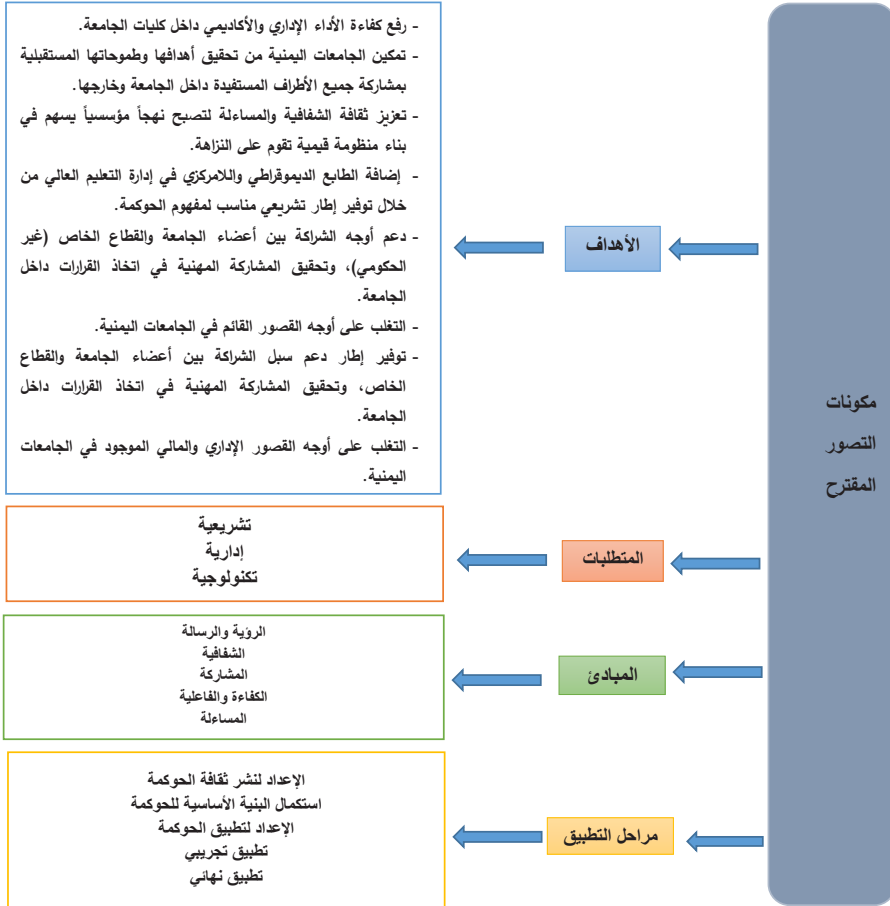 مكونات
التصور
المقترح
الأهداف
- رفع كفاءة الأداء الإداري والأكاديمي داخل كليات الجامعة.
- تمكين الجامعات اليمنية من تحقيق أهدافها وطموحاتها المستقبلية
بمشاركة جميع الأطراف المستفيدة داخل الجامعة وخارجها.
- تعزيز ثقافة الشفافية والمساءلة لتصبح نهجاً مؤسسياً يسهم في
بناء منظومة قيمية تقوم على النزاهة.
- إضافة الطابع الديموقراطي واللامركزي في إدارة التعليم العالي من
خلال توفير إطار تشريعي مناسب لمفهوم الحوكمة.
- دعم أوجه الشراكة بين أعضاء الجامعة والقطاع الخاص (غير
الحكومي)، وتحقيق المشاركة المهنية في اتخاذ القرارات داخل
الجامعة.
- التغلب على أوجه القصور القائم في الجامعات اليمنية.
- توفير إطار دعم سبل الشراكة بين أعضاء الجامعة والقطاع
الخاص، وتحقيق المشاركة المهنية في اتخاذ القرارات داخل
الجامعة.
- التغلب على أوجه القصور الإداري والمالي الموجود في الجامعات
اليمنية.
المتطلبات
تشريعية
إدارية
تكنولوجية
المبادئ
الرؤية والرسالة
الشفافية
المشاركة
الكفاءة والفاعلية
المساءلة
مراحل التطبيق
الإعداد لنشر ثقافة الحوكمة
استكمال البنية الأساسية للحوكمة
الإعداد لتطبيق الحوكمة
تطبيق تجريبي
تطبيق نهائي